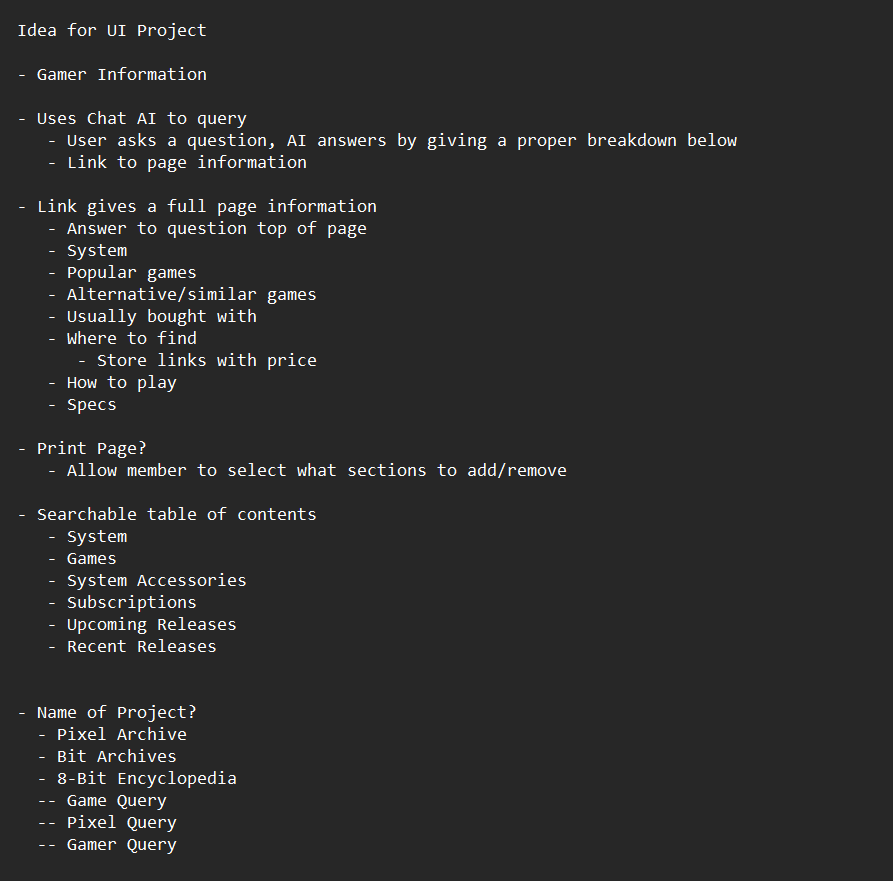 Idea for UI Project
- Gamer Information
- Uses Chat AI to query
- User asks a question, AI answers by giving a proper breakdown below
- Link to page information
- Link gives a full page information
- Answer to question top of page
- System
- Popular games
- Alternative/similar games
- Usually bought with
- Where to find
- Store links with price
- How to play
- Specs
- Print Page?
- Allow member to select what sections to add/remove
- Searchable table of contents
- System
- Games
- System Accessories
- Subscriptions
- Upcoming Releases
- Recent Releases
- Name of Project?
- Pixel Archive
- Bit Archives
- 8-Bit Encyclopedia
-- Game Query
-- Pixel Query
-- Gamer Query